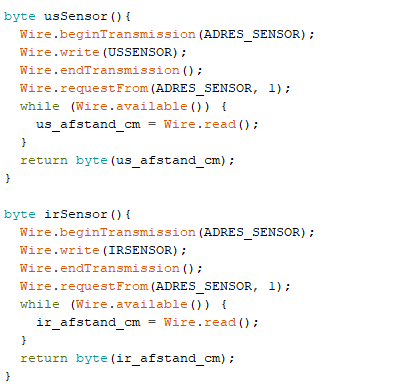 byte usSensor(){
  Wire.beginTransmission(ADRES_SENSOR);
  Wire.write(USSENSOR);
  Wire.endTransmission();
  Wire.requestFrom(ADRES_SENSOR, 1);
  while (Wire.available()) {
    us_afstand_cm = Wire.read();
  }
  return byte(us_afstand_cm);
}

byte irSensor(){
  Wire.beginTransmission(ADRES_SENSOR);
  Wire.write(IRSENSOR);
  Wire.endTransmission();
  Wire.requestFrom(ADRES_SENSOR, 1);
  while (Wire.available()) {
    ir_afstand_cm = Wire.read();
  }
  return byte(ir_afstand_cm);
}